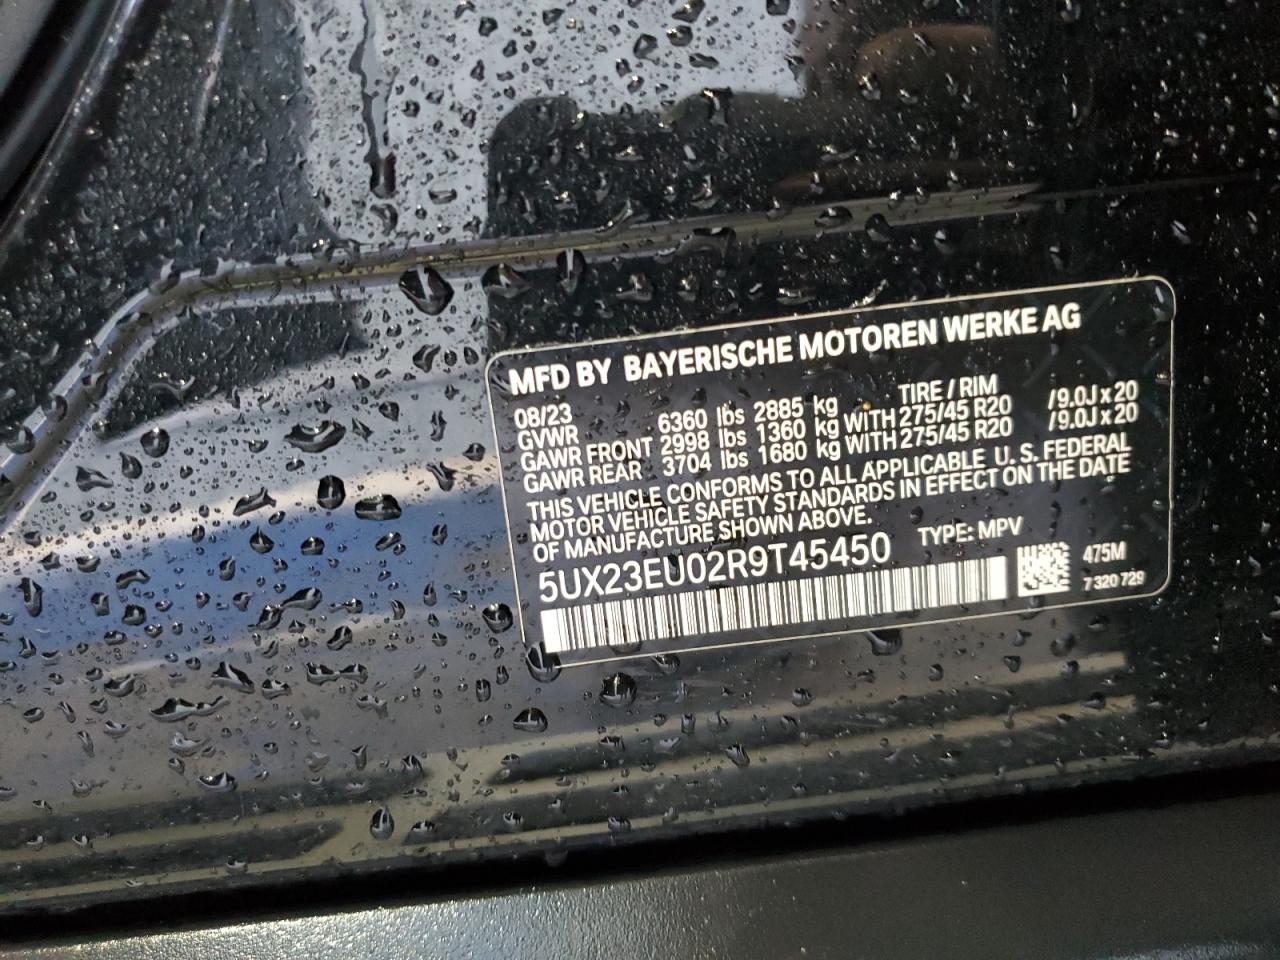 MFD BY BAYERISCHE MOTOREN WERKE AG
08/23 TIRE / RIM
GVWR 6360 lbs 2885 kg
GAWR FRONT 2998 lbs 1360 kg WITH 275/45 R20 /9.0J x 20
GAWR REAR 3704 lbs 1680 kg WITH 275/45 R20 /9.0J x 20
THIS VEHICLE CONFORMS TO ALL APPLICABLE U. S. FEDERAL
MOTOR VEHICLE SAFETY STANDARDS IN EFFECT ON THE DATE
OF MANUFACTURE SHOWN ABOVE.
TYPE: MPV
5UX23EU02R9T45450
475M
7 320 729